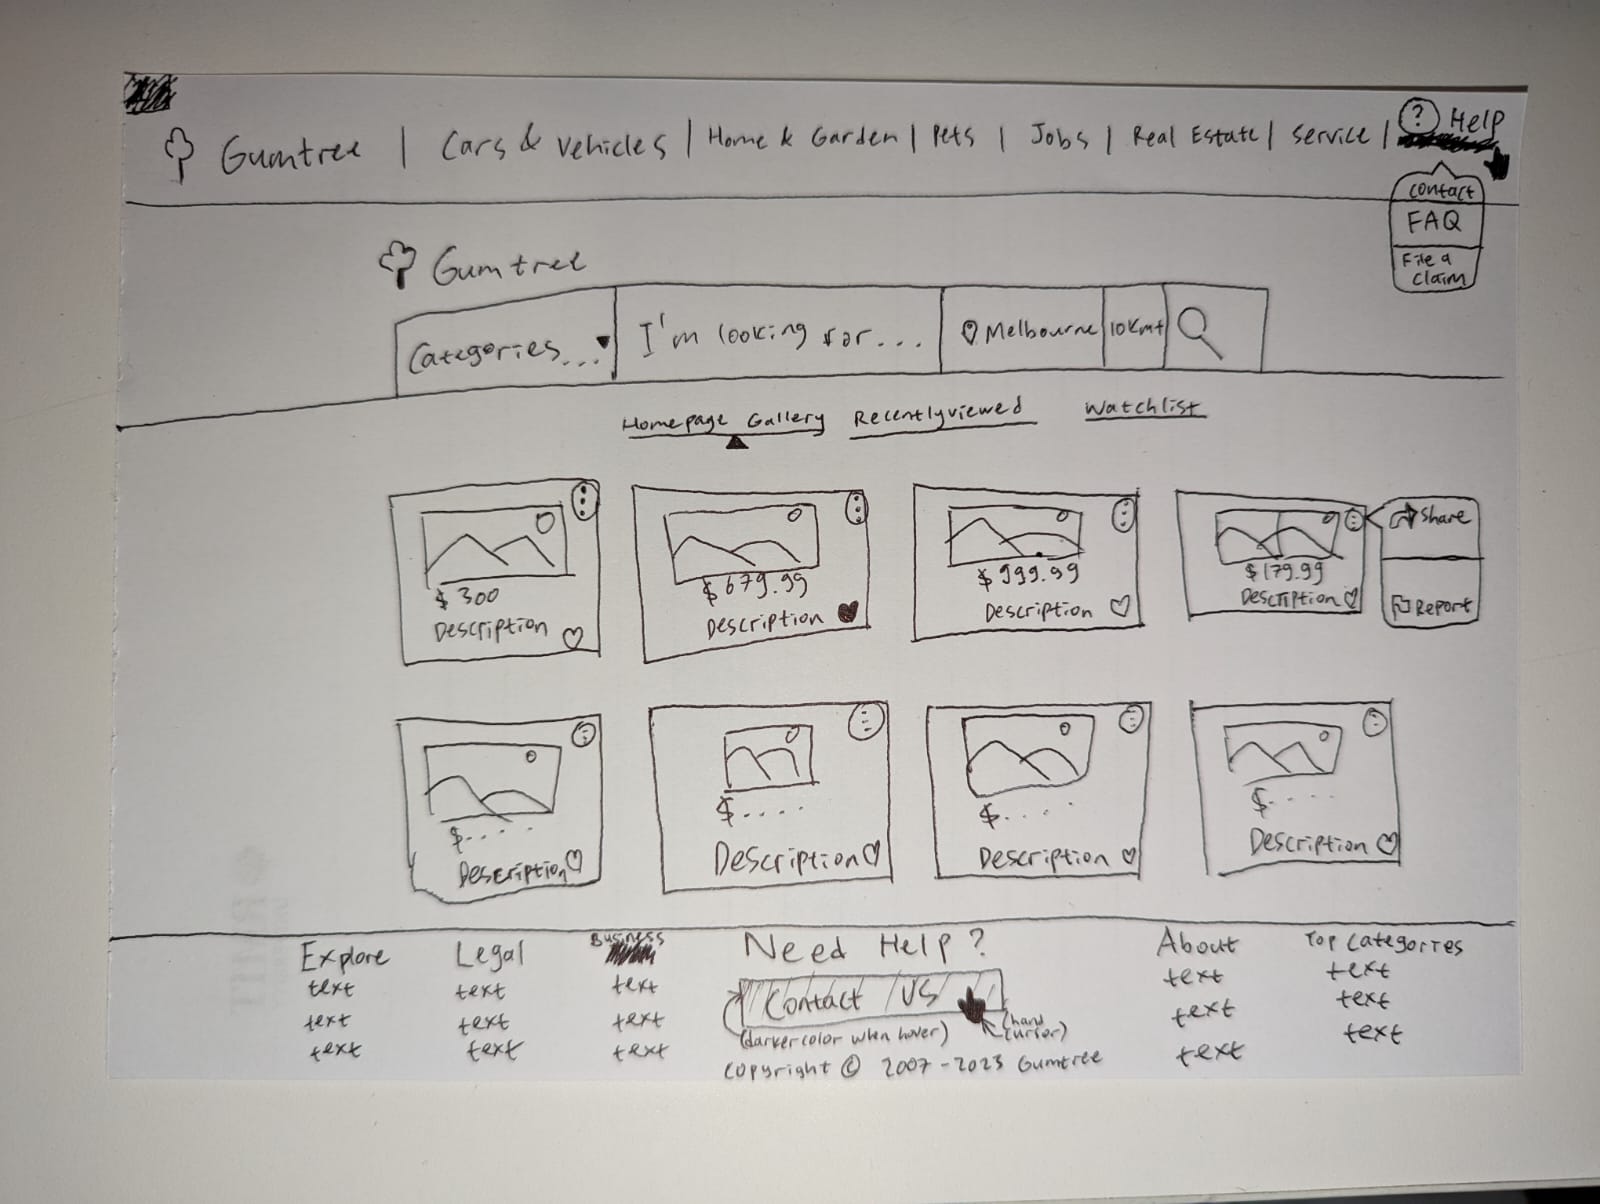 Gumtree | Cars & Vehicles | Home & Garden | Pets | Jobs | Real Estate | Service | ? Help
Contact
FAQ
File a
Claim
Gumtree
Categories... I'm looking for... Melbourne 10Km+
Homepage Gallery Recently viewed Watchlist
$300
Description
$679.99
Description
$999.99
Description
$179.99
Description
Share
Report
$.....
Description
$.....
Description
$.....
Description
$.....
Description
Explore
text
text
text
Legal
text
text
text
Business
text
text
text
Need Help?
Contact US
(darker color when hover)
(hand
cursor)
Copyright © 2007-2023 Gumtree
About
text
text
text
Top Categories
text
text
text